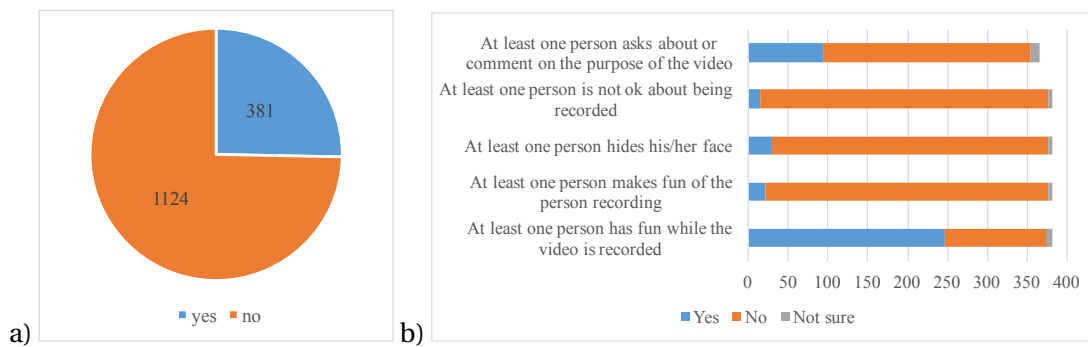 381
1124
yes no
a)
At least one person asks about or
comment on the purpose of the video
At least one person is not ok about being
recorded
At least one person hides his/her face
At least one person makes fun of the
person recording
At least one person has fun while the
video is recorded
0 50 100 150 200 250 300 350 400
Yes No Not sure
b)